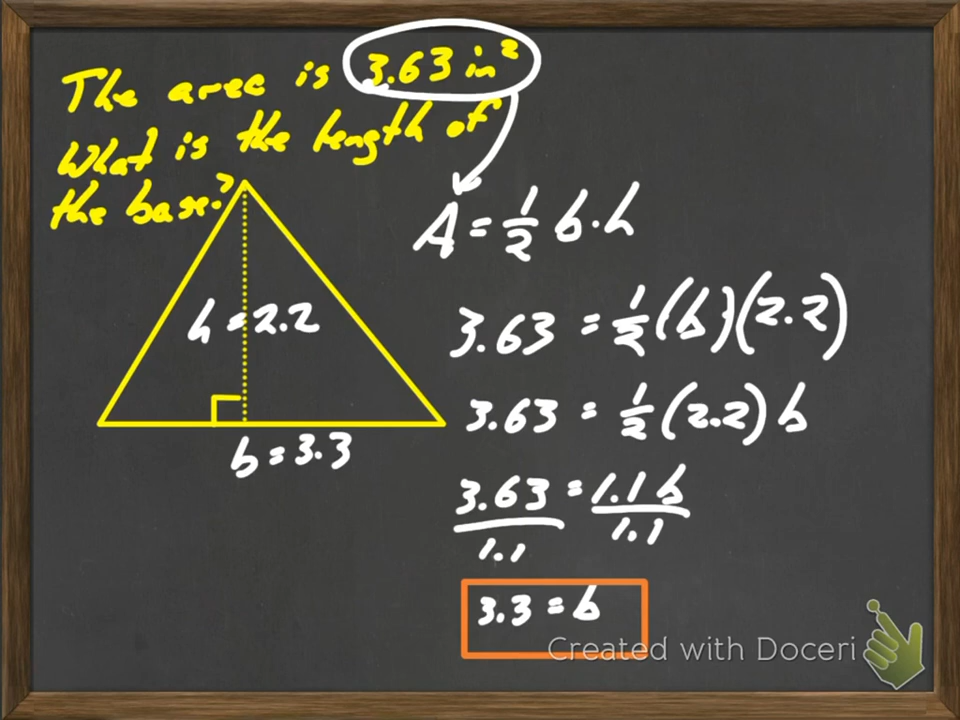 The area is 3.63 in²
What is the length of
the base?
h = 2.2
b = 3.3
A = 1/2 b · h
3.63 = 1/2 (b)(2.2)
3.63 = 1/2 (2.2) b
3.63 = 1.1 b
1.1 1.1
3.3 = b
Created with Doceri